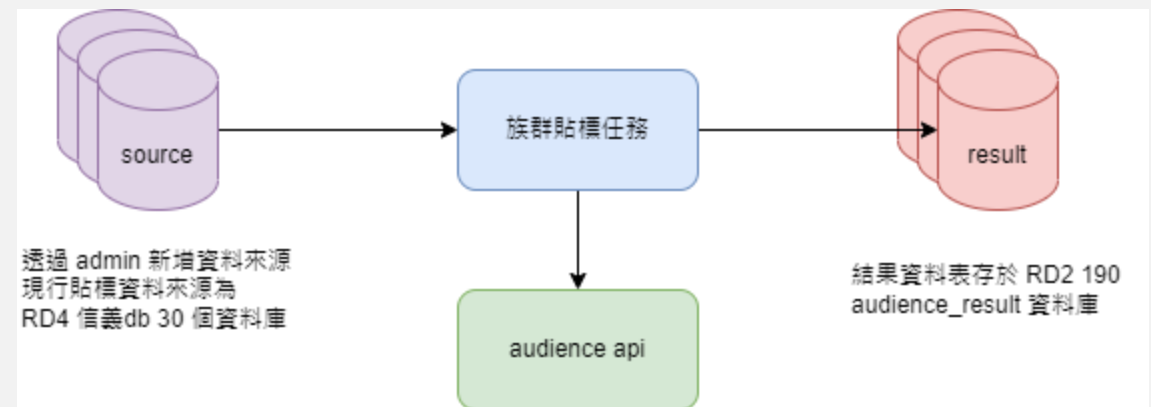 族群貼標任務
source
result
透過 admin 新增資料來源
現行貼標資料來源為
RD4 信義db 30 個資料庫
結果資料表存於 RD2 190
audience_result 資料庫
audience api